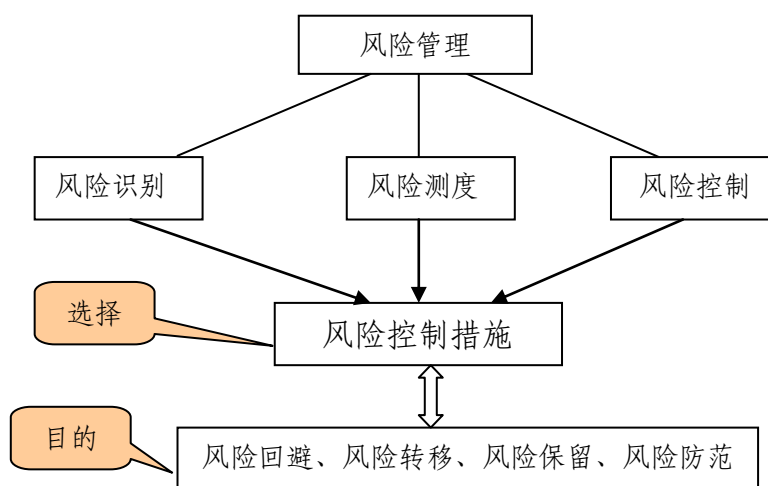 风险管理
风险识别
风险测度
风险控制
选择
风险控制措施
目的
风险回避、风险转移、风险保留、风险防范